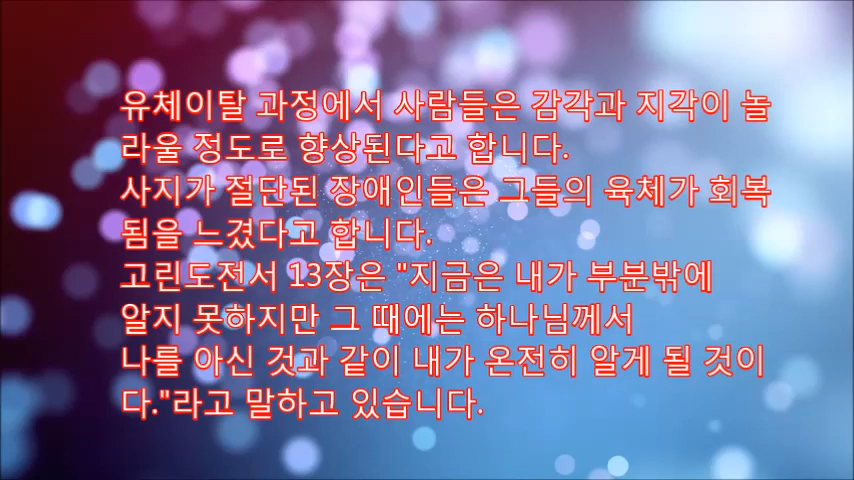 유체이탈 과정에서 사람들은 감각과 지각이 놀
라울 정도로 향상된다고 합니다.
사지가 절단된 장애인들은 그들의 육체가 회복
됨을 느겼다고 합니다.
고린도전서 13장은 "지금은 내가 부분밖에
알지 못하지만 그 때에는 하나님께서
나를 아신 것과 같이 내가 온전히 알게 될 것이
다."라고 말하고 있습니다.